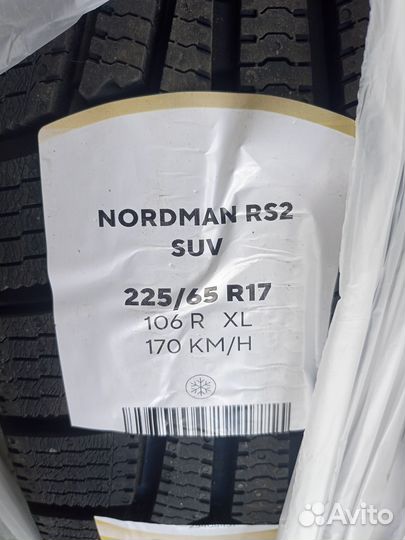 NORDMAN RS2
SUV
225/65 R17
106 R XL
170 KM/H
Avito